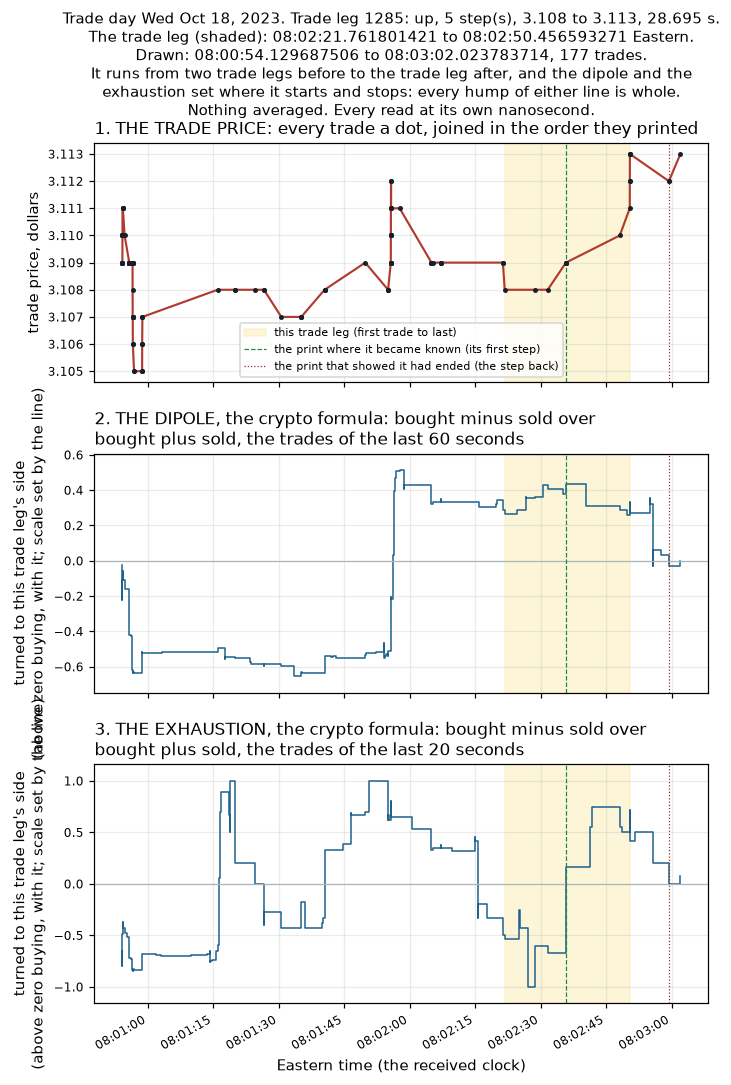 Trade day Wed Oct 18, 2023. Trade leg 1285: up, 5 step(s), 3.108 to 3.113, 28.695 s.
The trade leg (shaded): 08:02:21.761801421 to 08:02:50.456593271 Eastern.
Drawn: 08:00:54.129687506 to 08:03:02.023783714, 177 trades.
It runs from two trade legs before to the trade leg after, and the dipole and the
exhaustion set where it starts and stops: every hump of either line is whole.
Nothing averaged. Every read at its own nanosecond.
1. THE TRADE PRICE: every trade a dot, joined in the order they printed
trade price, dollars
3.113
3.112
3.111
3.110
3.109
3.108
3.107
3.106
3.105
this trade leg (first trade to last)
the print where it became known (its first step)
the print that showed it had ended (the step back)
2. THE DIPOLE, the crypto formula: bought minus sold over
bought plus sold, the trades of the last 60 seconds
turned to this trade leg's side
(above zero buying, with it; scale set by the line)
0.6
0.4
0.2
0.0
−0.2
−0.4
−0.6
3. THE EXHAUSTION, the crypto formula: bought minus sold over
bought plus sold, the trades of the last 20 seconds
turned to this trade leg's side
(above zero buying, with it; scale set by the line)
1.0
0.5
0.0
−0.5
−1.0
08:01:00
08:01:15
08:01:30
08:01:45
08:02:00
08:02:15
08:02:30
08:02:45
08:03:00
Eastern time (the received clock)